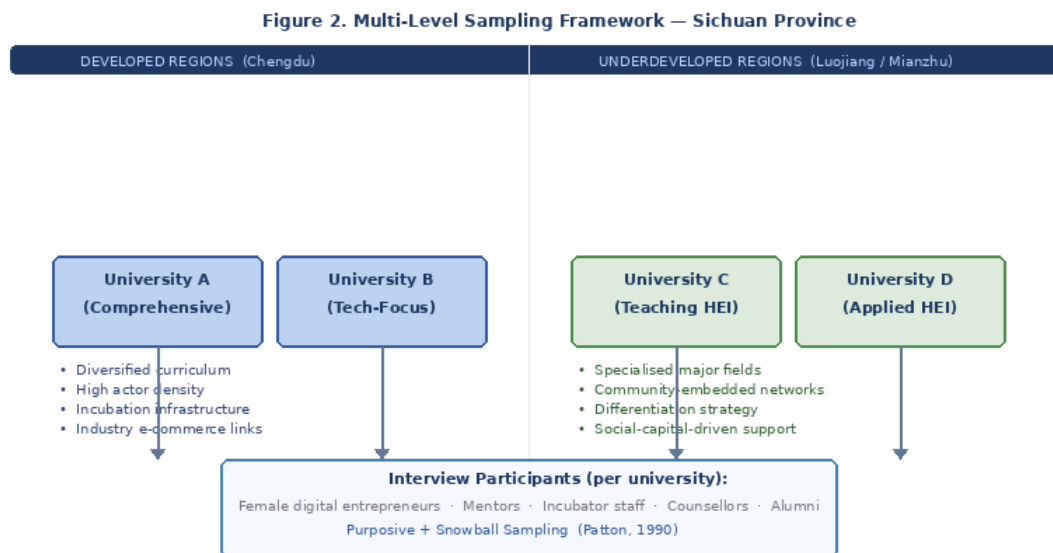 Figure 2. Multi-Level Sampling Framework — Sichuan Province
DEVELOPED REGIONS (Chengdu)
UNDERDEVELOPED REGIONS (Luojiang / Mianzhu)
University A
(Comprehensive)
University B
(Tech-Focus)
University C
(Teaching HEI)
University D
(Applied HEI)
• Diversified curriculum
• High actor density
• Incubation infrastructure
• Industry e-commerce links
• Specialised major fields
• Community-embedded networks
• Differentiation strategy
• Social-capital-driven support
Interview Participants (per university):
Female digital entrepreneurs · Mentors · Incubator staff · Counsellors · Alumni
Purposive + Snowball Sampling (Patton, 1990)